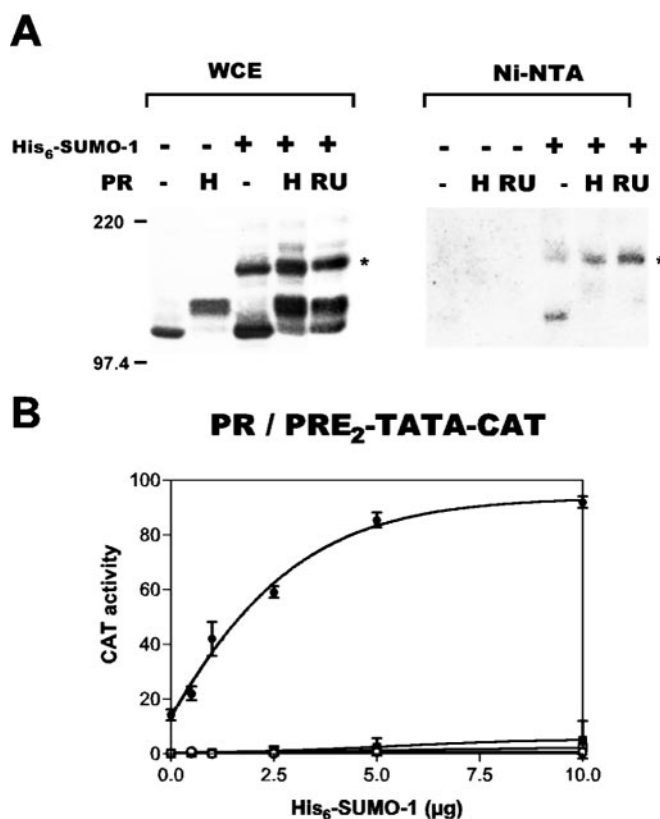 A
WCE Ni-NTA
His₆-SUMO-1 - - + + + - - - + + +
PR - H - H RU - H RU - H RU
220
* *
97.4
B
PR / PRE₂-TATA-CAT
100
80
60
40
20
0
CAT activity
0.0 2.5 5.0 7.5 10.0
His₆-SUMO-1 (μg)